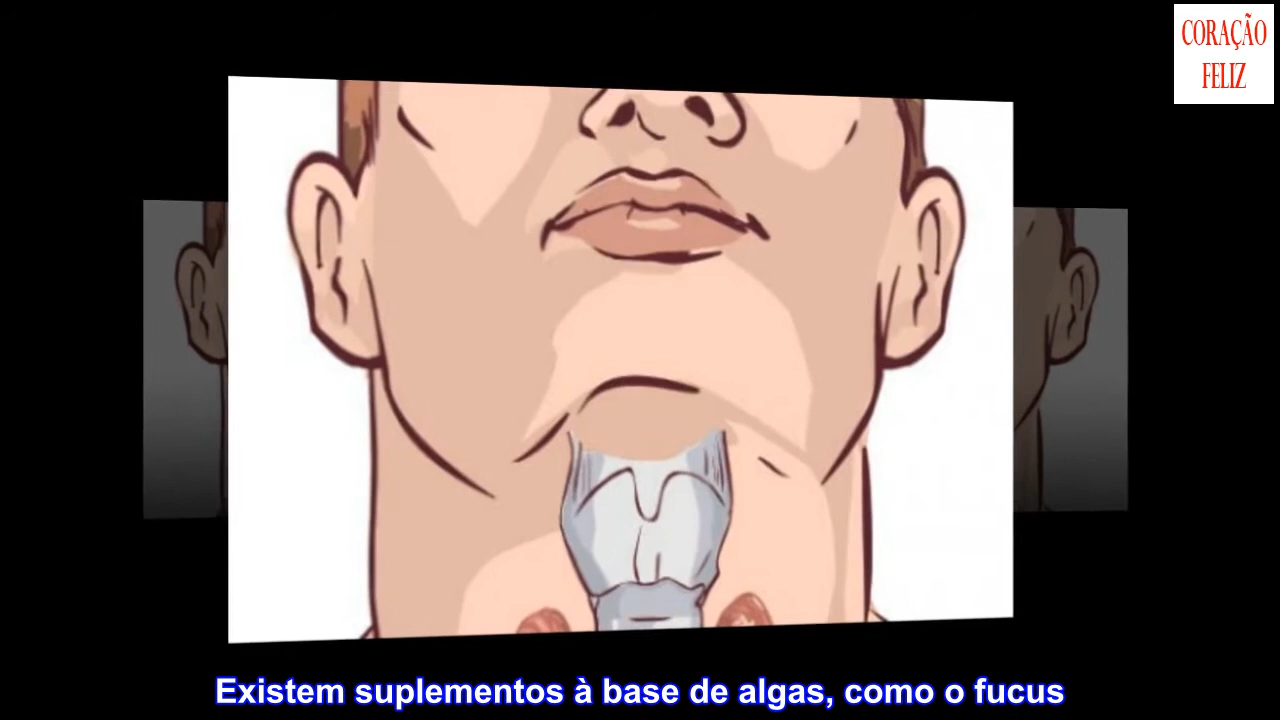 CORAÇÃO
FELIZ
Existem suplementos à base de algas, como o fucus